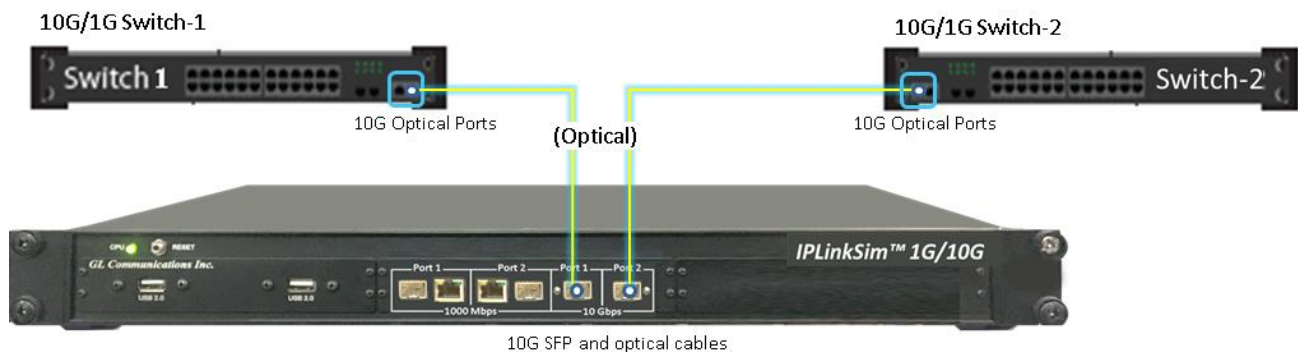 10G/1G Switch-1
10G/1G Switch-2
Switch 1
Switch-2
10G Optical Ports
10G Optical Ports
(Optical)
CPU
RESET
IPLinkSim™ 1G/10G
GL Communications Inc.
Port 1
Port 2
Port 1
Port 2
USB 2.0
USB 2.0
1000 Mbps
10 Gbps
10G SFP and optical cables